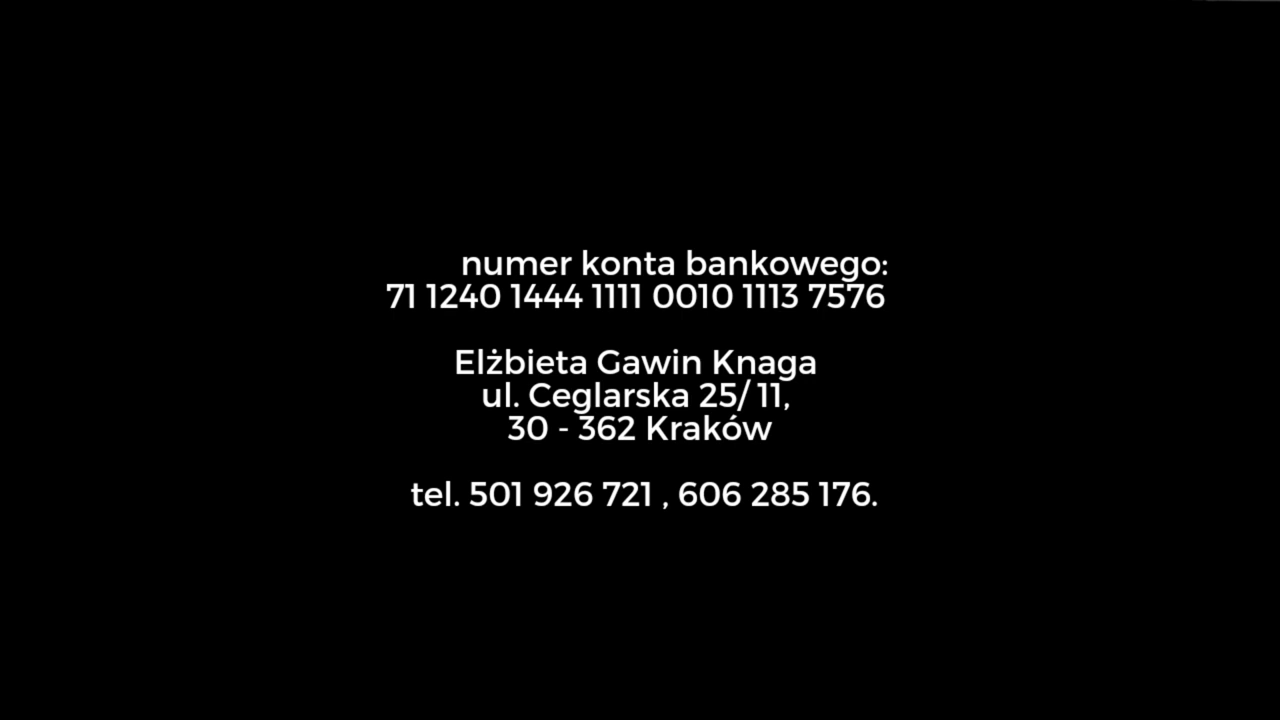 numer konta bankowego:
71 1240 1444 1111 0010 1113 7576
Elżbieta Gawin Knaga
ul. Ceglarska 25/ 11,
30 - 362 Kraków
tel. 501 926 721 , 606 285 176.